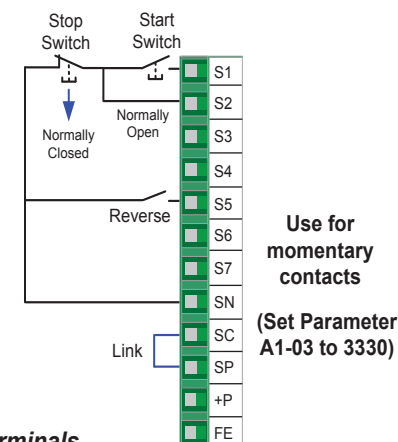 Stop
Switch
Start
Switch
Normally
Closed
Normally
Open
Reverse
Link
S1
S2
S3
S4
S5
S6
S7
SN
SC
SP
+P
FE
Use for
momentary
contacts
(Set Parameter
A1-03 to 3330)